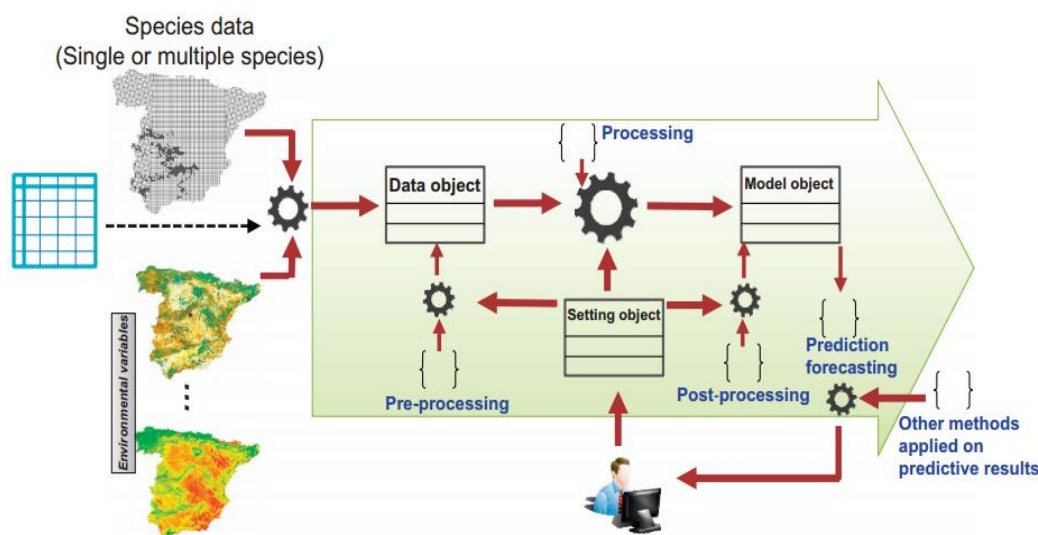 Species data
(Single or multiple species)
{ } Processing
Data object
Model object
Setting object
{ }
{ }
{ }
Prediction
forecasting
{ }
Pre-processing
Post-processing
Other methods
applied on
predictive results
Environmental variables